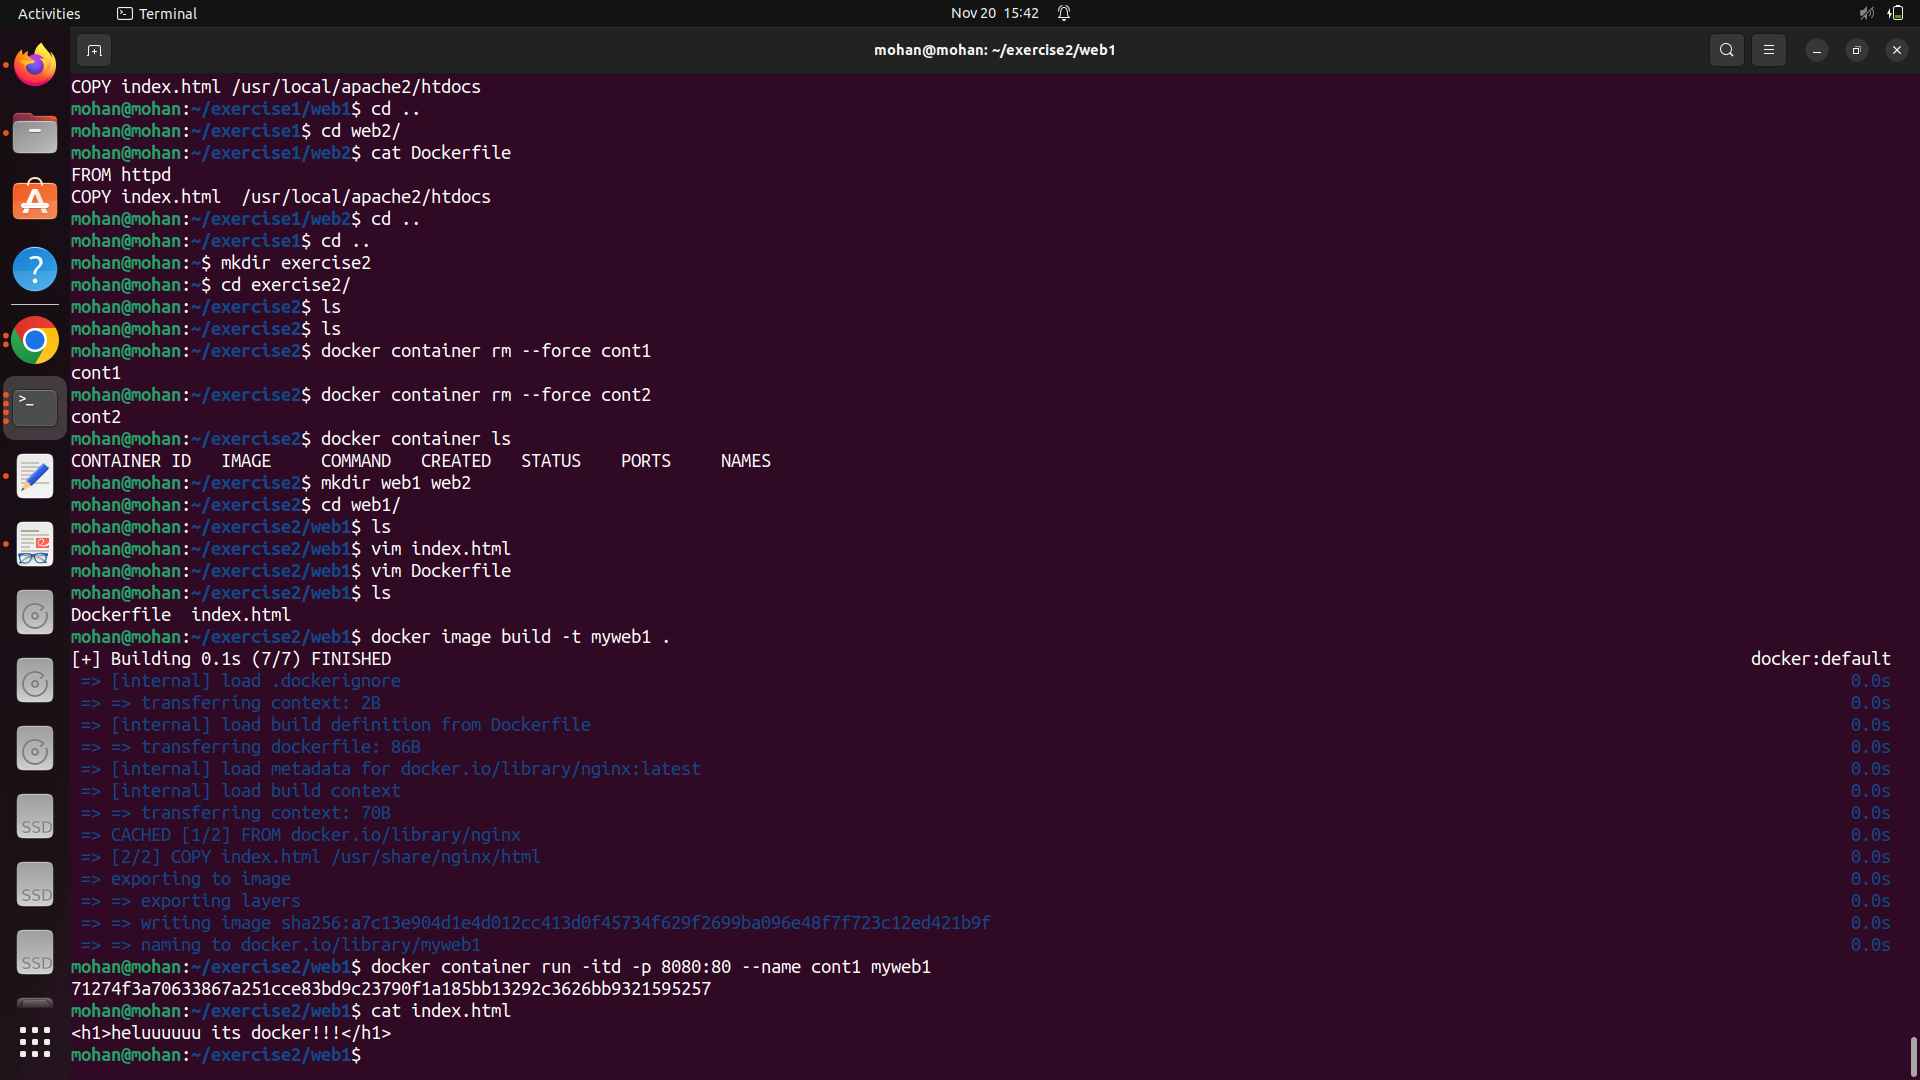 Activities
Terminal
Nov 20 15:42
mohan@mohan: ~/exercise2/web1
COPY index.html /usr/local/apache2/htdocs
mohan@mohan:~/exercise1/web1$ cd ..
mohan@mohan:~/exercise1$ cd web2/
mohan@mohan:~/exercise1/web2$ cat Dockerfile
FROM httpd
COPY index.html  /usr/local/apache2/htdocs
mohan@mohan:~/exercise1/web2$ cd ..
mohan@mohan:~/exercise1$ cd ..
mohan@mohan:~$ mkdir exercise2
mohan@mohan:~$ cd exercise2/
mohan@mohan:~/exercise2$ ls
mohan@mohan:~/exercise2$ ls
mohan@mohan:~/exercise2$ docker container rm --force cont1
cont1
mohan@mohan:~/exercise2$ docker container rm --force cont2
cont2
mohan@mohan:~/exercise2$ docker container ls
CONTAINER ID   IMAGE     COMMAND   CREATED   STATUS    PORTS     NAMES
mohan@mohan:~/exercise2$ mkdir web1 web2
mohan@mohan:~/exercise2$ cd web1/
mohan@mohan:~/exercise2/web1$ ls
mohan@mohan:~/exercise2/web1$ vim index.html
mohan@mohan:~/exercise2/web1$ vim Dockerfile
mohan@mohan:~/exercise2/web1$ ls
Dockerfile  index.html
mohan@mohan:~/exercise2/web1$ docker image build -t myweb1 .
[+] Building 0.1s (7/7) FINISHED docker:default
=> [internal] load .dockerignore 0.0s
=> => transferring context: 2B 0.0s
=> [internal] load build definition from Dockerfile 0.0s
=> => transferring dockerfile: 86B 0.0s
=> [internal] load metadata for docker.io/library/nginx:latest 0.0s
=> [internal] load build context 0.0s
=> => transferring context: 70B 0.0s
=> CACHED [1/2] FROM docker.io/library/nginx 0.0s
=> [2/2] COPY index.html /usr/share/nginx/html 0.0s
=> exporting to image 0.0s
=> => exporting layers 0.0s
=> => writing image sha256:a7c13e904d1e4d012cc413d0f45734f629f2699ba096e48f7f723c12ed421b9f 0.0s
=> => naming to docker.io/library/myweb1 0.0s
mohan@mohan:~/exercise2/web1$ docker container run -itd -p 8080:80 --name cont1 myweb1
71274f3a70633867a251cce83bd9c23790f1a185bb13292c3626bb9321595257
mohan@mohan:~/exercise2/web1$ cat index.html
<h1>heluuuuuu its docker!!!</h1>
mohan@mohan:~/exercise2/web1$
SSD
SSD
SSD